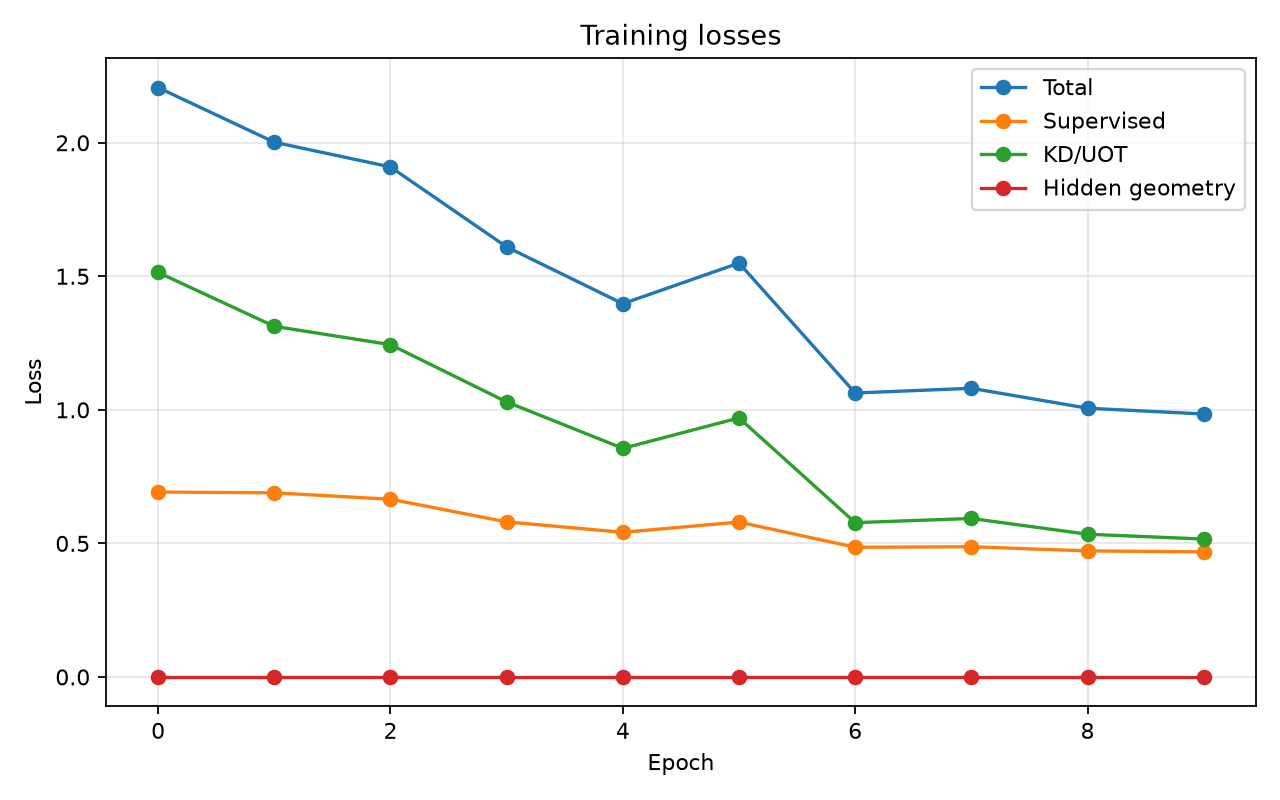 Training losses
Total
Supervised
KD/UOT
Hidden geometry
2.0
1.5
1.0
0.5
0.0
Loss
0 2 4 6 8
Epoch